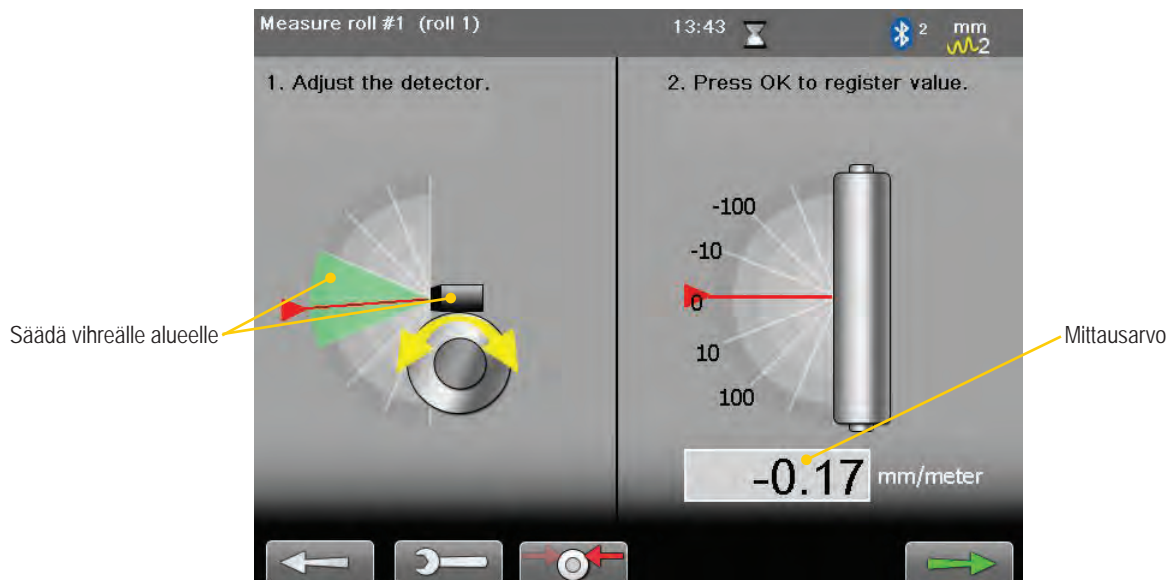 Measure roll #1 (roll 1) 13:43 2 mm
2
1. Adjust the detector.
2. Press OK to register value.
-100
-10
0
10
100
Säädä vihreälle alueelle
Mittausarvo
-0.17 mm/meter